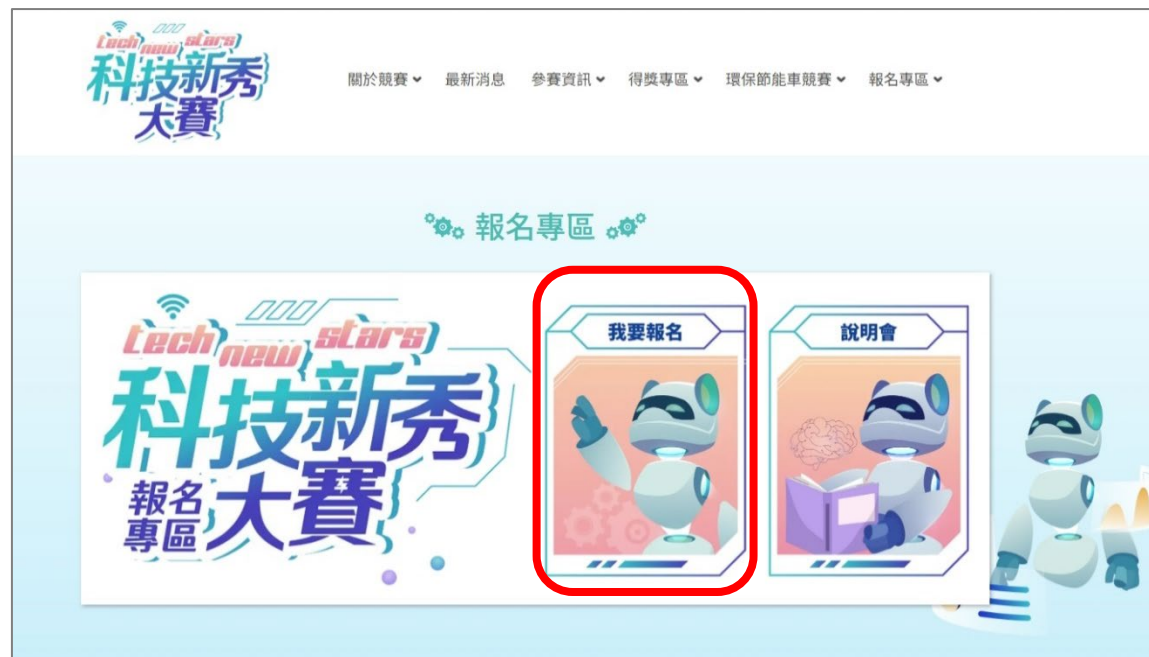 tech new stars
科技新秀
大賽
關於競賽 最新消息 參賽資訊 得獎專區 環保節能車競賽 報名專區
報名專區
tech new stars
科技新秀
報名專區
大賽
我要報名
說明會